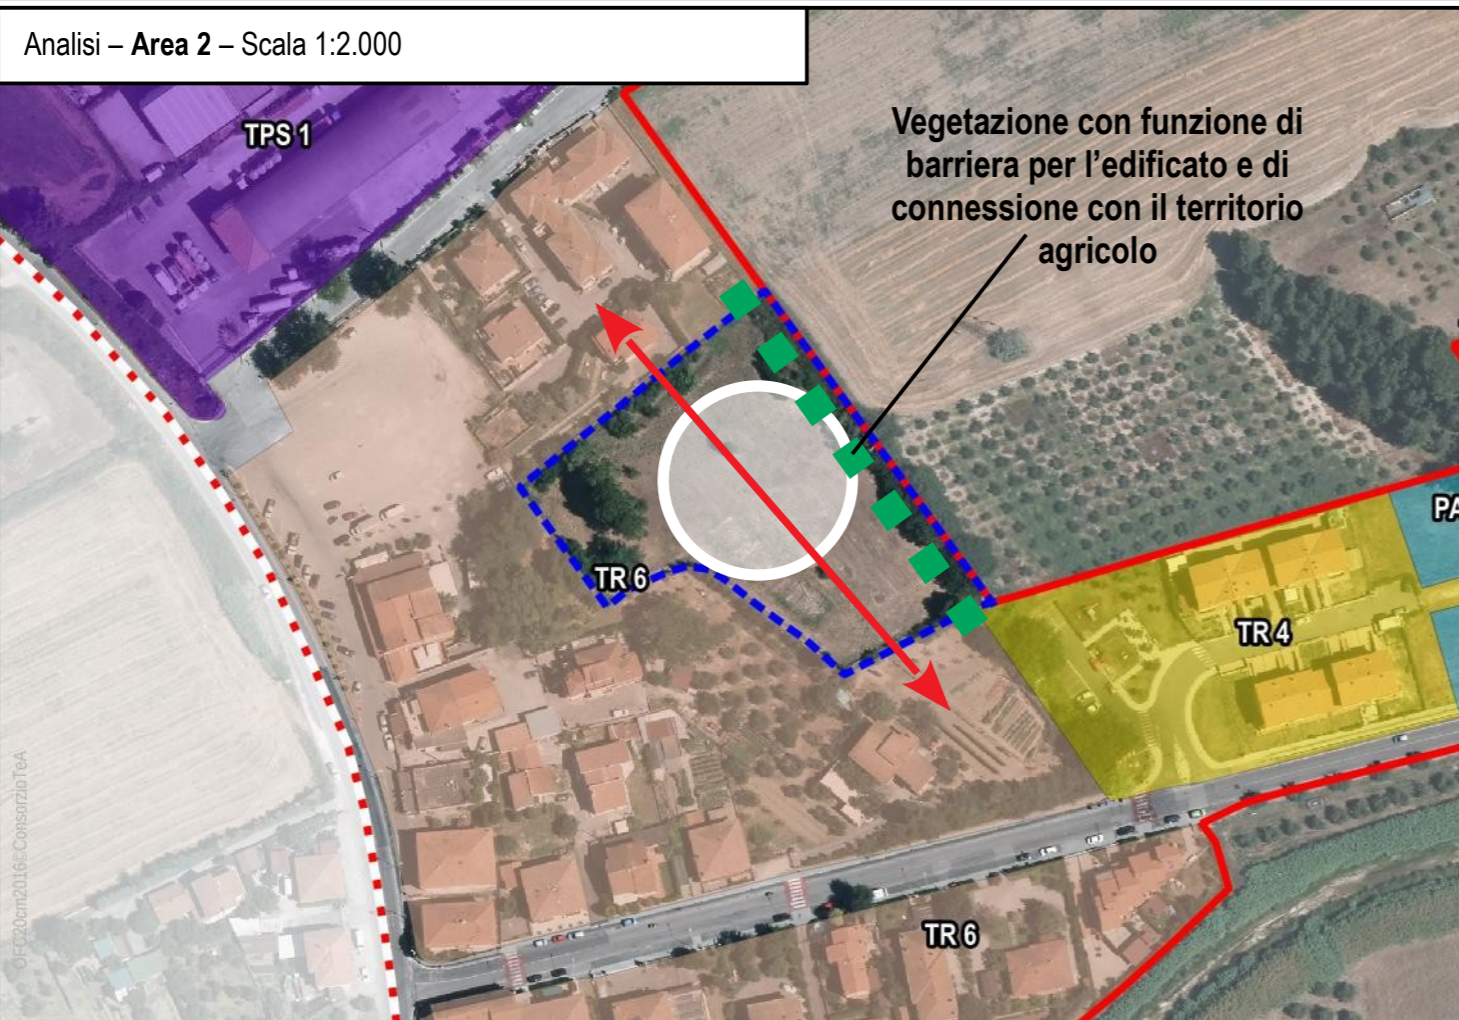 Analisi – Area 2 – Scala 1:2.000
TPS 1
Vegetazione con funzione di
barriera per l'edificato e di
connessione con il territorio
agricolo
PA
TR 6
TR 4
TR 6
OFC20cm2016©ConsorzioTeA